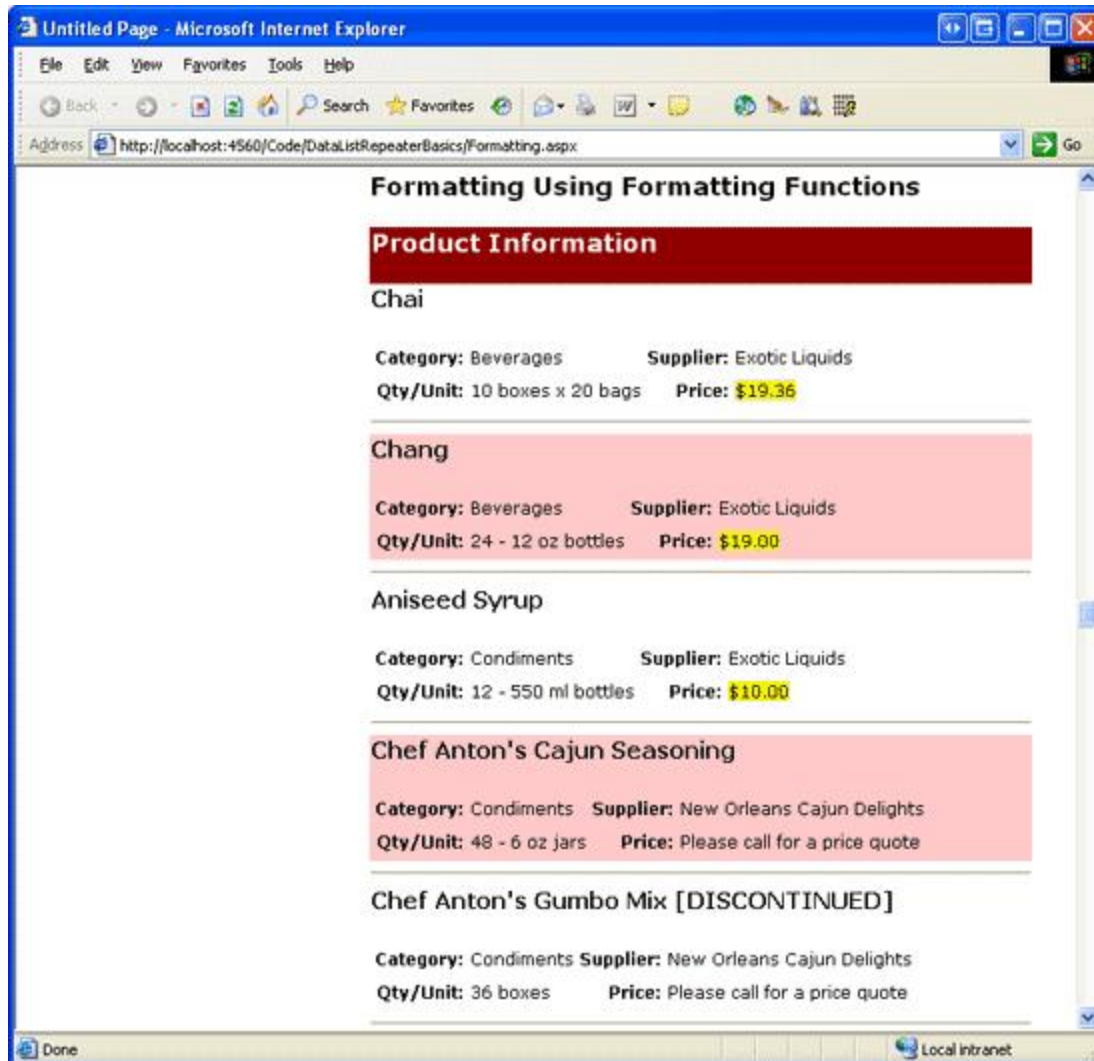 Untitled Page - Microsoft Internet Explorer
File Edit View Favorites Tools Help
Back Search Favorites
Address http://localhost:4560/Code/DataListRepeaterBasics/Formatting.aspx Go
Formatting Using Formatting Functions
Product Information
Chai
Category: Beverages Supplier: Exotic Liquids
Qty/Unit: 10 boxes x 20 bags Price: $19.36
Chang
Category: Beverages Supplier: Exotic Liquids
Qty/Unit: 24 - 12 oz bottles Price: $19.00
Aniseed Syrup
Category: Condiments Supplier: Exotic Liquids
Qty/Unit: 12 - 550 ml bottles Price: $10.00
Chef Anton's Cajun Seasoning
Category: Condiments Supplier: New Orleans Cajun Delights
Qty/Unit: 48 - 6 oz jars Price: Please call for a price quote
Chef Anton's Gumbo Mix [DISCONTINUED]
Category: Condiments Supplier: New Orleans Cajun Delights
Qty/Unit: 36 boxes Price: Please call for a price quote
Done Local intranet